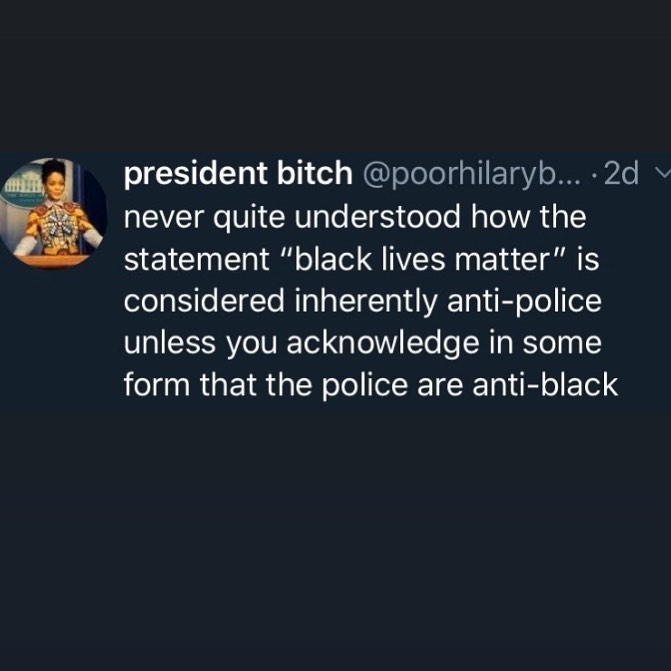 president bitch @poorhilaryb... · 2d
never quite understood how the
statement “black lives matter” is
considered inherently anti-police
unless you acknowledge in some
form that the police are anti-black